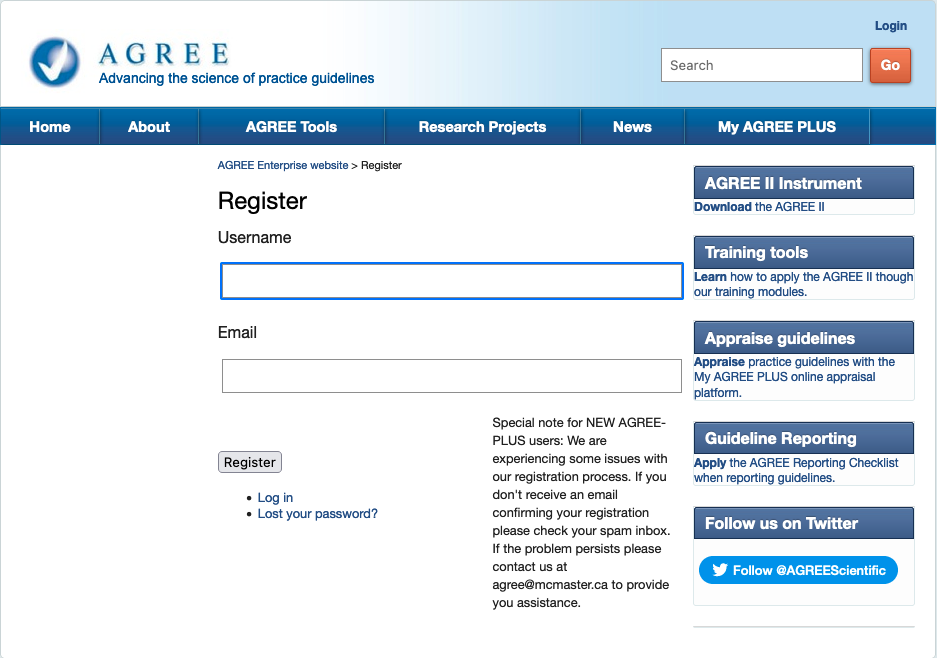 Login
AGREE
Advancing the science of practice guidelines
Search
Go
Home
About
AGREE Tools
Research Projects
News
My AGREE PLUS
AGREE Enterprise website > Register
Register
Username
Email
Register
Log in
Lost your password?
Special note for NEW AGREE-
PLUS users: We are
experiencing some issues with
our registration process. If you
don't receive an email
confirming your registration
please check your spam inbox.
If the problem persists please
contact us at
agree@mcmaster.ca to provide
you assistance.
AGREE II Instrument
Download the AGREE II
Training tools
Learn how to apply the AGREE II though
our training modules.
Appraise guidelines
Appraise practice guidelines with the
My AGREE PLUS online appraisal
platform.
Guideline Reporting
Apply the AGREE Reporting Checklist
when reporting guidelines.
Follow us on Twitter
Follow @AGREEScientific